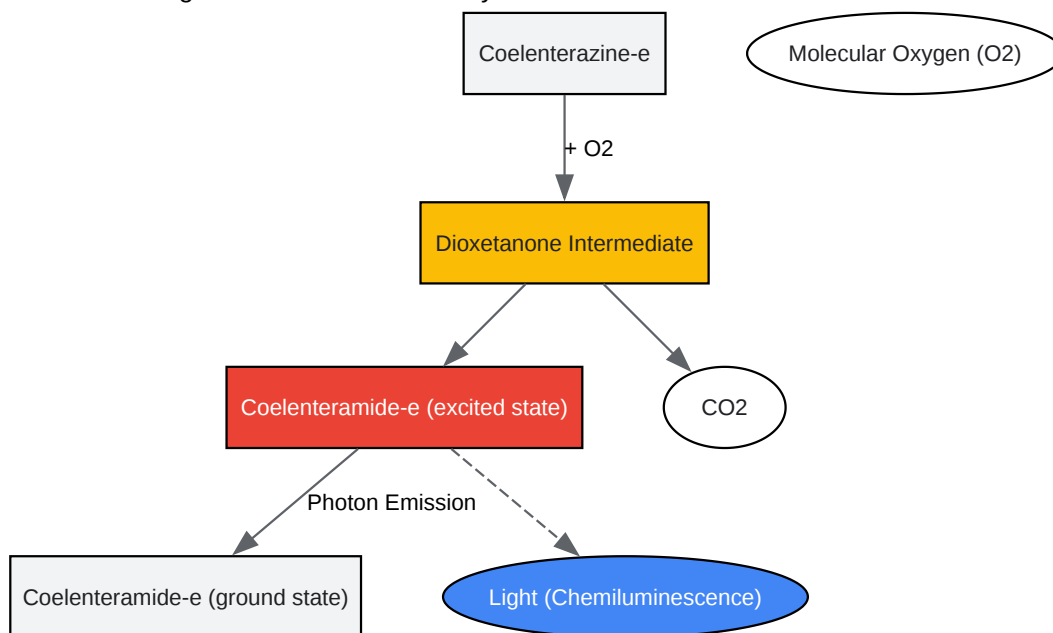 Coelenterazine-e
Molecular Oxygen (O2)
+ O2
Dioxetanone Intermediate
Coelenteramide-e (excited state)
CO2
Photon Emission
Coelenteramide-e (ground state)
Light (Chemiluminescence)